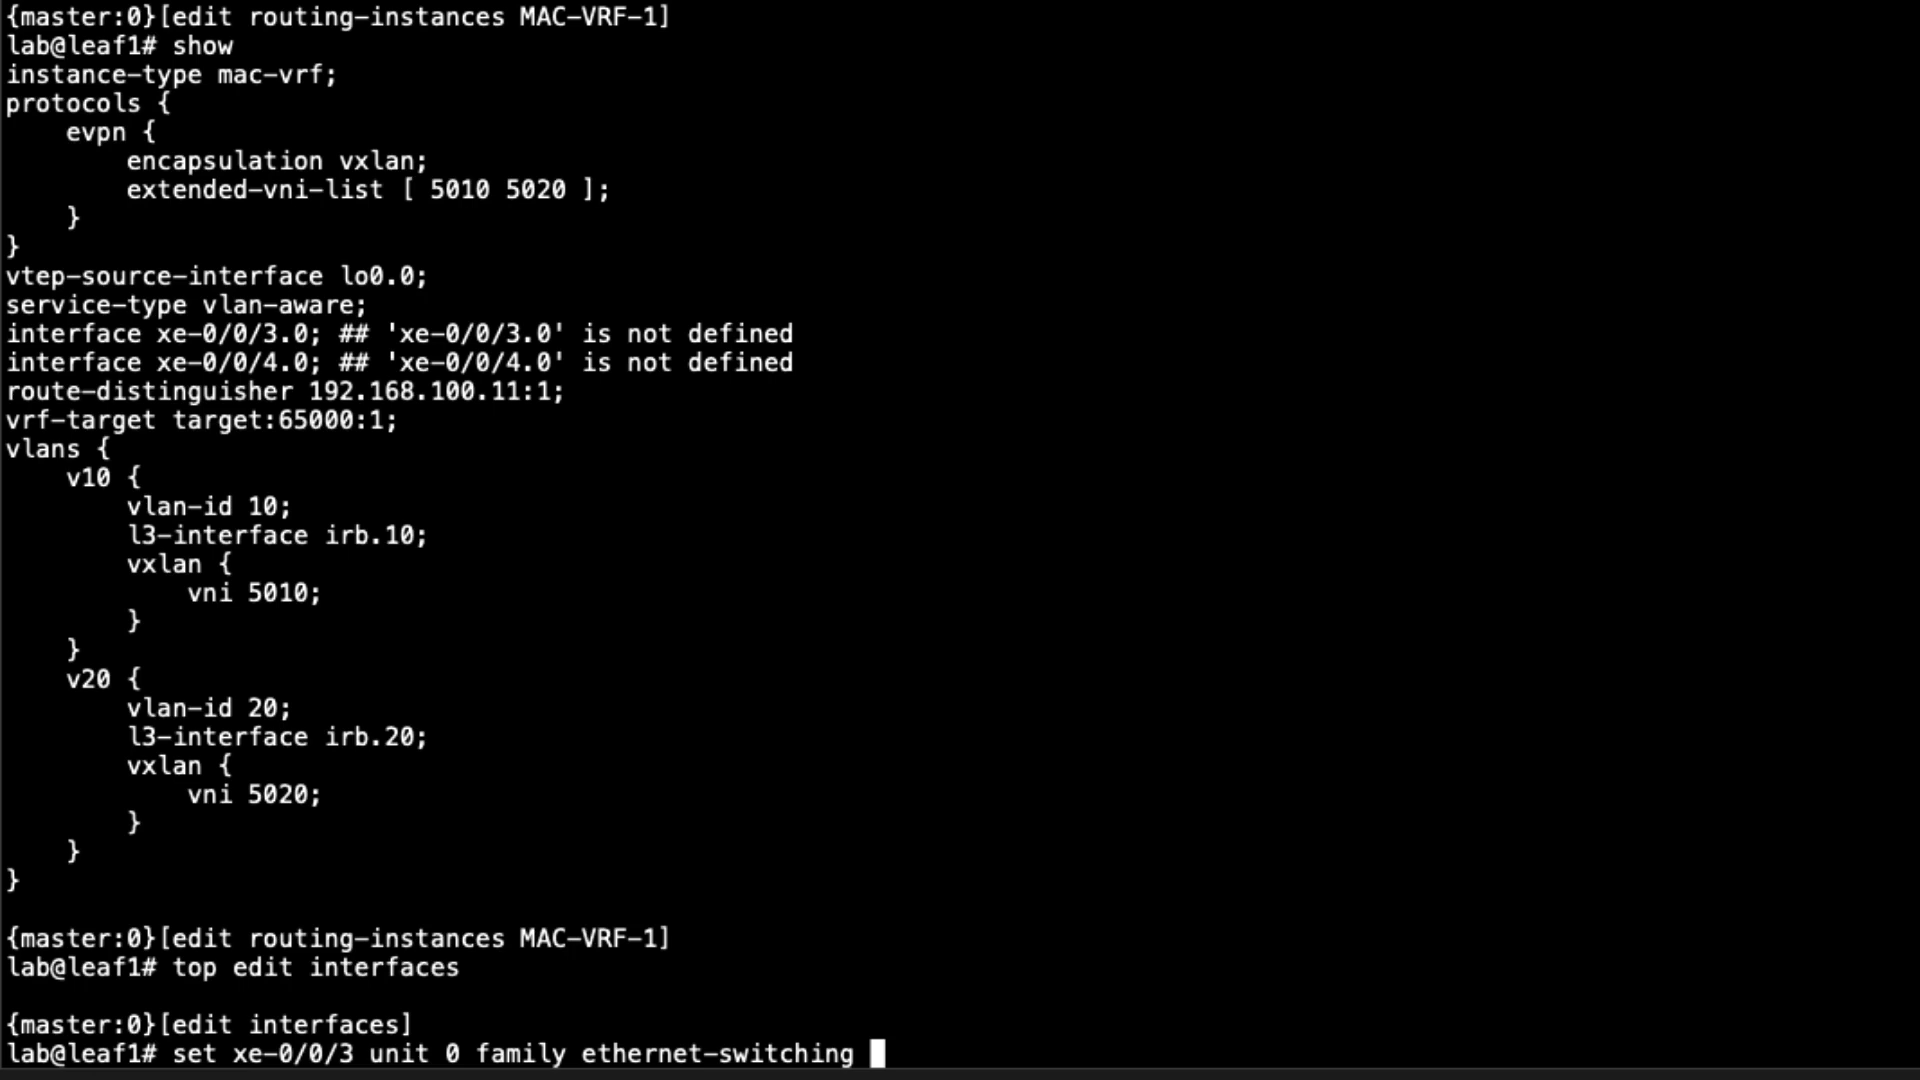 {master:0}[edit routing-instances MAC-VRF-1]
lab@leaf1# show
instance-type mac-vrf;
protocols {
    evpn {
        encapsulation vxlan;
        extended-vni-list [ 5010 5020 ];
    }
}
vtep-source-interface lo0.0;
service-type vlan-aware;
interface xe-0/0/3.0; ## 'xe-0/0/3.0' is not defined
interface xe-0/0/4.0; ## 'xe-0/0/4.0' is not defined
route-distinguisher 192.168.100.11:1;
vrf-target target:65000:1;
vlans {
    v10 {
        vlan-id 10;
        l3-interface irb.10;
        vxlan {
            vni 5010;
        }
    }
    v20 {
        vlan-id 20;
        l3-interface irb.20;
        vxlan {
            vni 5020;
        }
    }
}

{master:0}[edit routing-instances MAC-VRF-1]
lab@leaf1# top edit interfaces

{master:0}[edit interfaces]
lab@leaf1# set xe-0/0/3 unit 0 family ethernet-switching